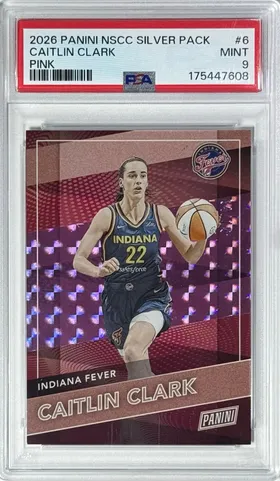 2026 PANINI NSCC SILVER PACK #6
CAITLIN CLARK MINT
PINK 9
PSA 175447608
Fever
INDIANA
22
INDIANA FEVER
CAITLIN CLARK
PANINI